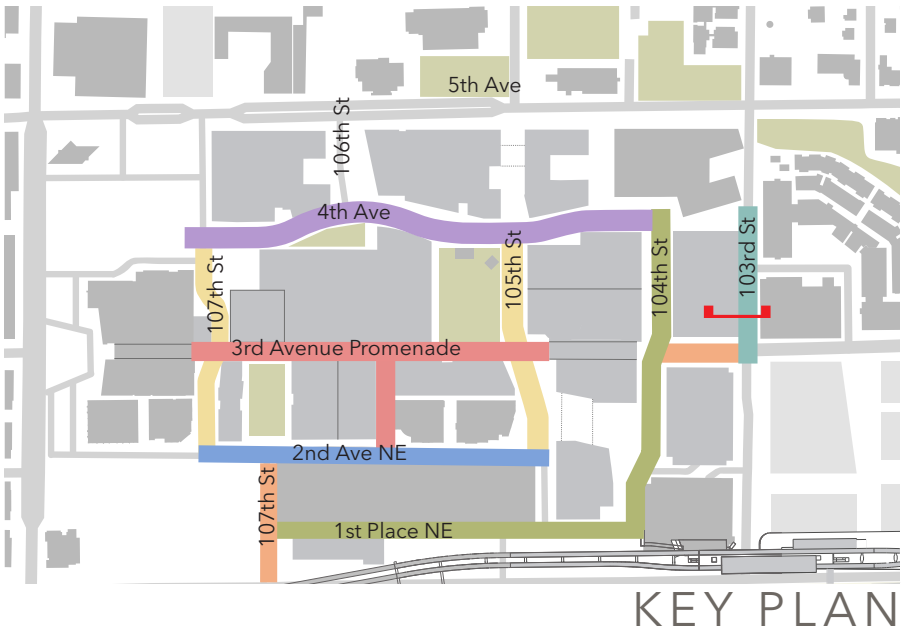 5th Ave
106th St
4th Ave
107th St
105th St
104th St
103rd St
3rd Avenue Promenade
2nd Ave NE
107th St
1st Place NE
KEY PLAN